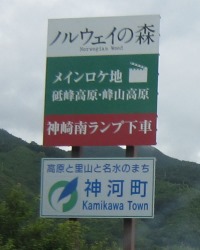 ノルウェイの森
Norwegian Wood
メインロケ地
砥峰高原・峰山高原
神崎南ランプ下車
高原と里山と名水のまち
神河町
Kamikawa Town